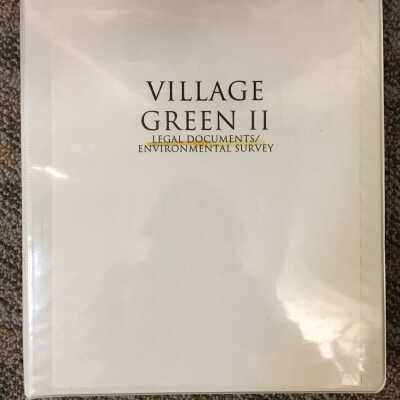 VILLAGE
GREEN II
LEGAL DOCUMENTS/
ENVIRONMENTAL SURVEY